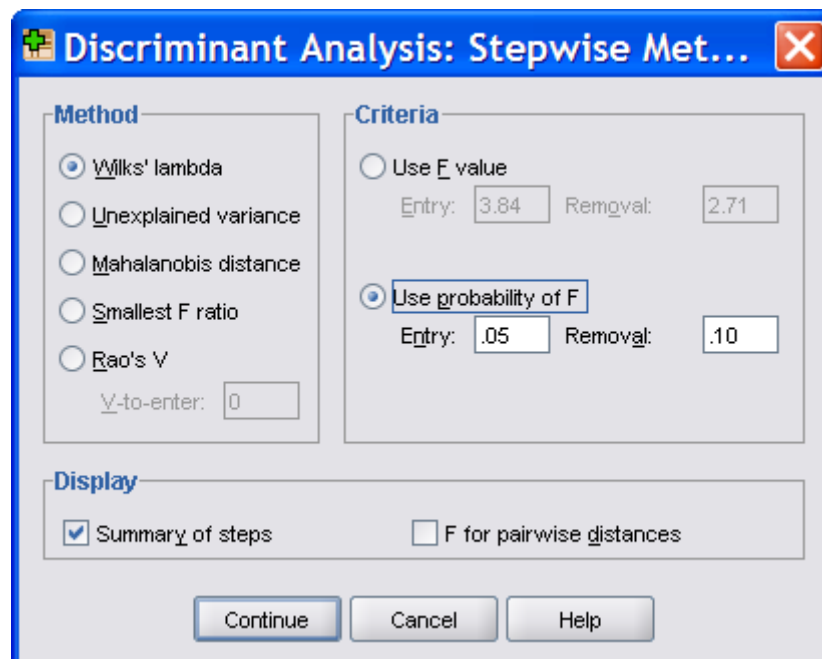 Discriminant Analysis: Stepwise Met...
Method
Wilks' lambda
Unexplained variance
Mahalanobis distance
Smallest F ratio
Rao's V
V-to-enter: 0
Criteria
Use F value
Entry: 3.84 Removal: 2.71
Use probability of F
Entry: .05 Removal: .10
Display
Summary of steps
F for pairwise distances
Continue
Cancel
Help